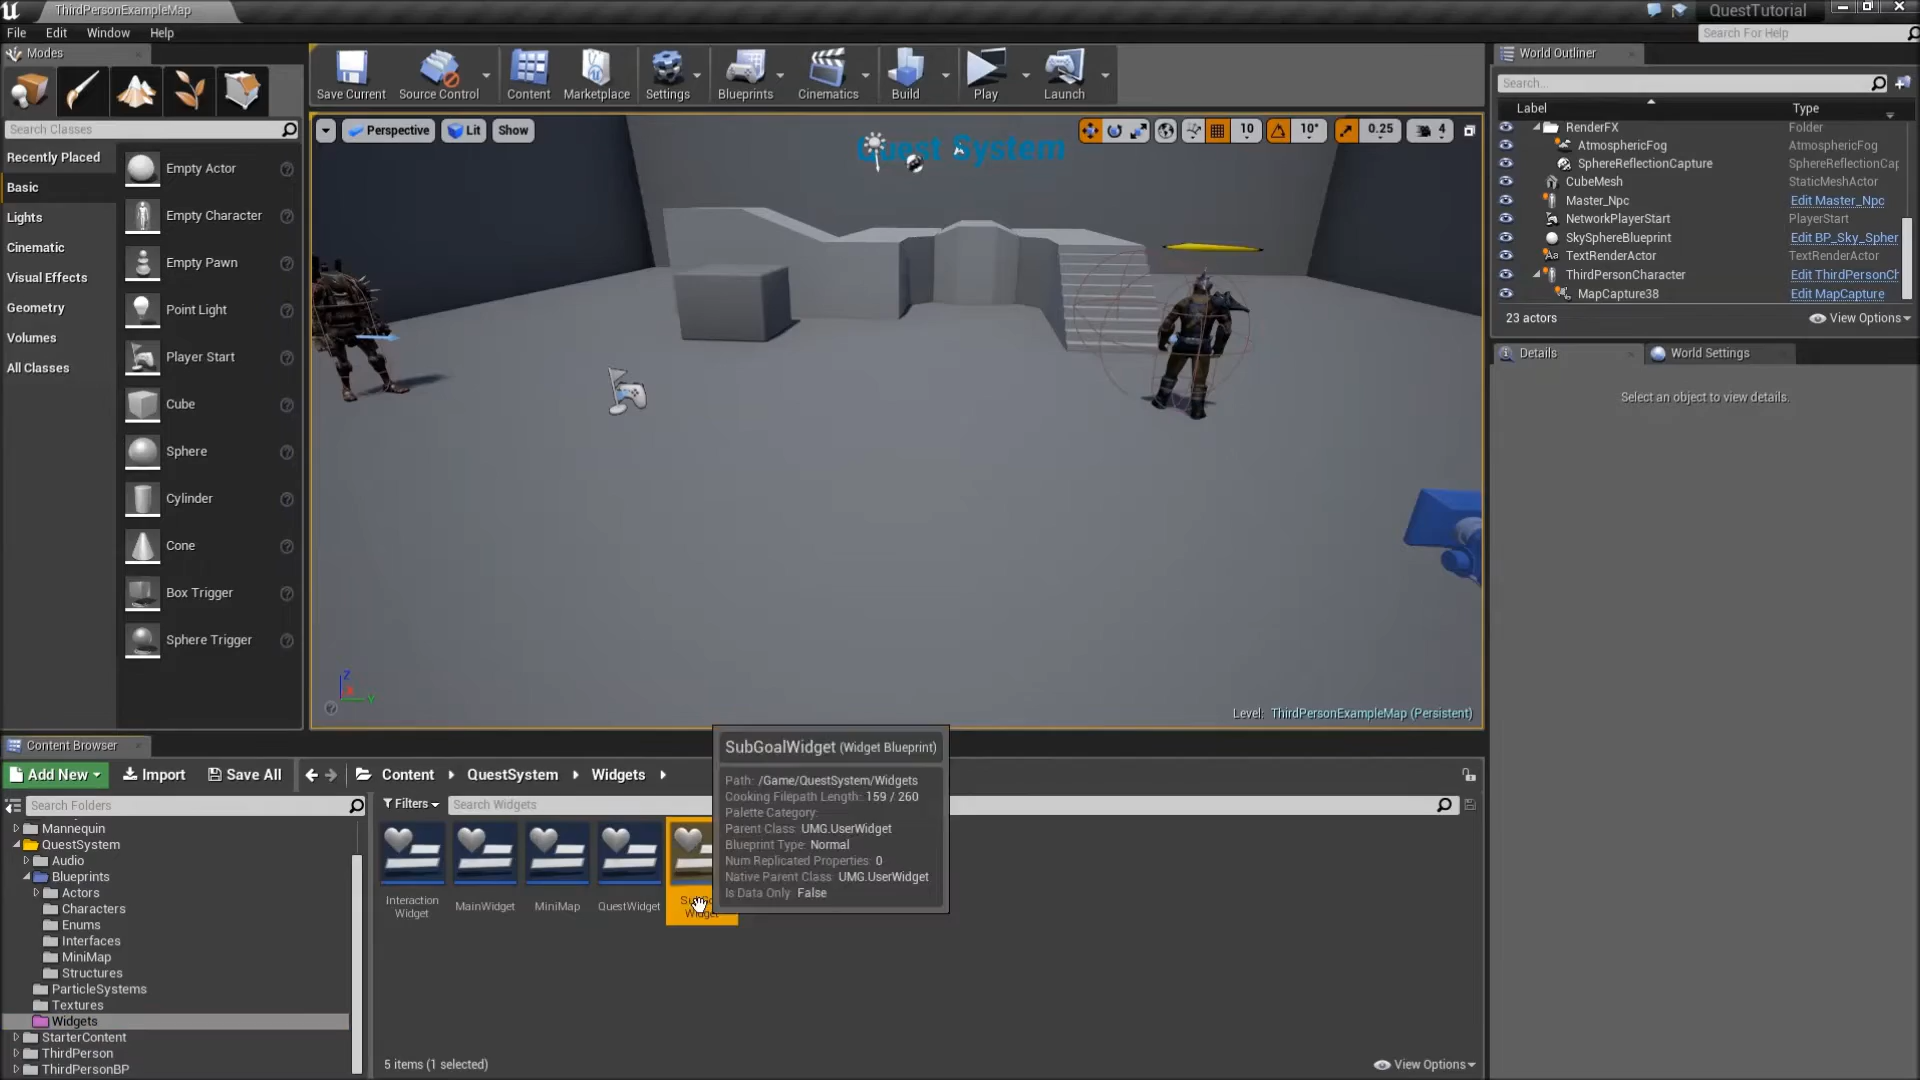 ThirdPersonExampleMap
QuestTutorial
File Edit Window Help
Search For Help
Modes
Search Classes
Recently Placed
Basic
Lights
Cinematic
Visual Effects
Geometry
Volumes
All Classes
Empty Actor
Empty Character
Empty Pawn
Point Light
Player Start
Cube
Sphere
Cylinder
Cone
Box Trigger
Sphere Trigger
Save Current Source Control Content Marketplace Settings Blueprints Cinematics Build Play Launch
Perspective Lit Show
10 10° 0.25 4
Quest System
Z
Y
Level: ThirdPersonExampleMap (Persistent)
World Outliner
Search...
Label Type
RenderFX Folder
AtmosphericFog AtmosphericFog
SphereReflectionCapture SphereReflectionCap
CubeMesh StaticMeshActor
Master_Npc Edit Master_Npc
NetworkPlayerStart PlayerStart
SkySphereBlueprint Edit BP_Sky_Spher
TextRenderActor TextRenderActor
ThirdPersonCharacter Edit ThirdPersonCh
MapCapture38 Edit MapCapture
23 actors View Options
Details World Settings
Select an object to view details.
Content Browser
Add New Import Save All Content QuestSystem Widgets
Search Folders
Filters Search Widgets
Mannequin
QuestSystem
Audio
Blueprints
Actors
Characters
Enums
Interfaces
MiniMap
Structures
ParticleSystems
Textures
Widgets
StarterContent
ThirdPerson
ThirdPersonBP
Interaction
Widget
MainWidget
MiniMap
QuestWidget
Widget
SubGoalWidget (Widget Blueprint)
Path: /Game/QuestSystem/Widgets
Cooking Filepath Length: 159 / 260
Palette Category:
Parent Class: UMG.UserWidget
Blueprint Type: Normal
Num Replicated Properties: 0
Native Parent Class: UMG.UserWidget
Is Data Only: False
5 items (1 selected)
View Options